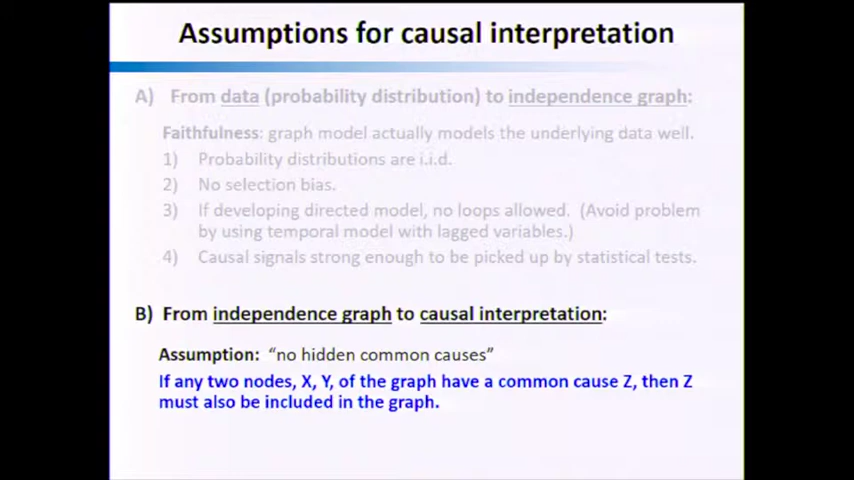 Assumptions for causal interpretation
A) From data (probability distribution) to independence graph:
Faithfulness: graph model actually models the underlying data well.
1) Probability distributions are i.i.d.
2) No selection bias.
3) If developing directed model, no loops allowed. (Avoid problem
by using temporal model with lagged variables.)
4) Causal signals strong enough to be picked up by statistical tests.
B) From independence graph to causal interpretation:
Assumption: “no hidden common causes”
If any two nodes, X, Y, of the graph have a common cause Z, then Z
must also be included in the graph.